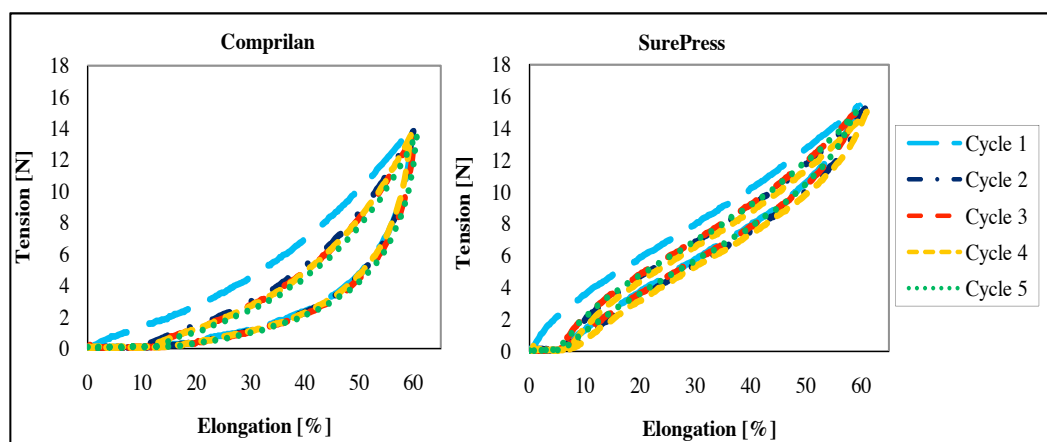 Comprilan
18
16
14
12
10
8
6
4
2
0
Tension [N]
0 10 20 30 40 50 60
Elongation [%]
SurePress
18
16
14
12
10
8
6
4
2
0
Tension [N]
0 10 20 30 40 50 60
Elongation [%]
Cycle 1
Cycle 2
Cycle 3
Cycle 4
Cycle 5